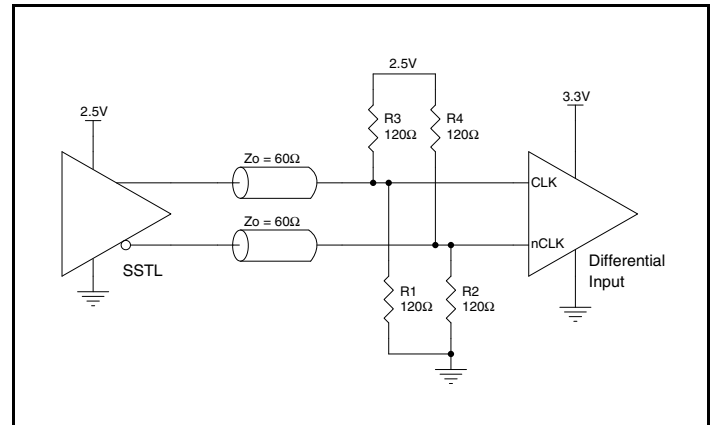 2.5V
3.3V
2.5V
R3
120Ω
R4
120Ω
Zo = 60Ω
CLK
Zo = 60Ω
nCLK
SSTL
Differential
Input
R1
120Ω
R2
120Ω